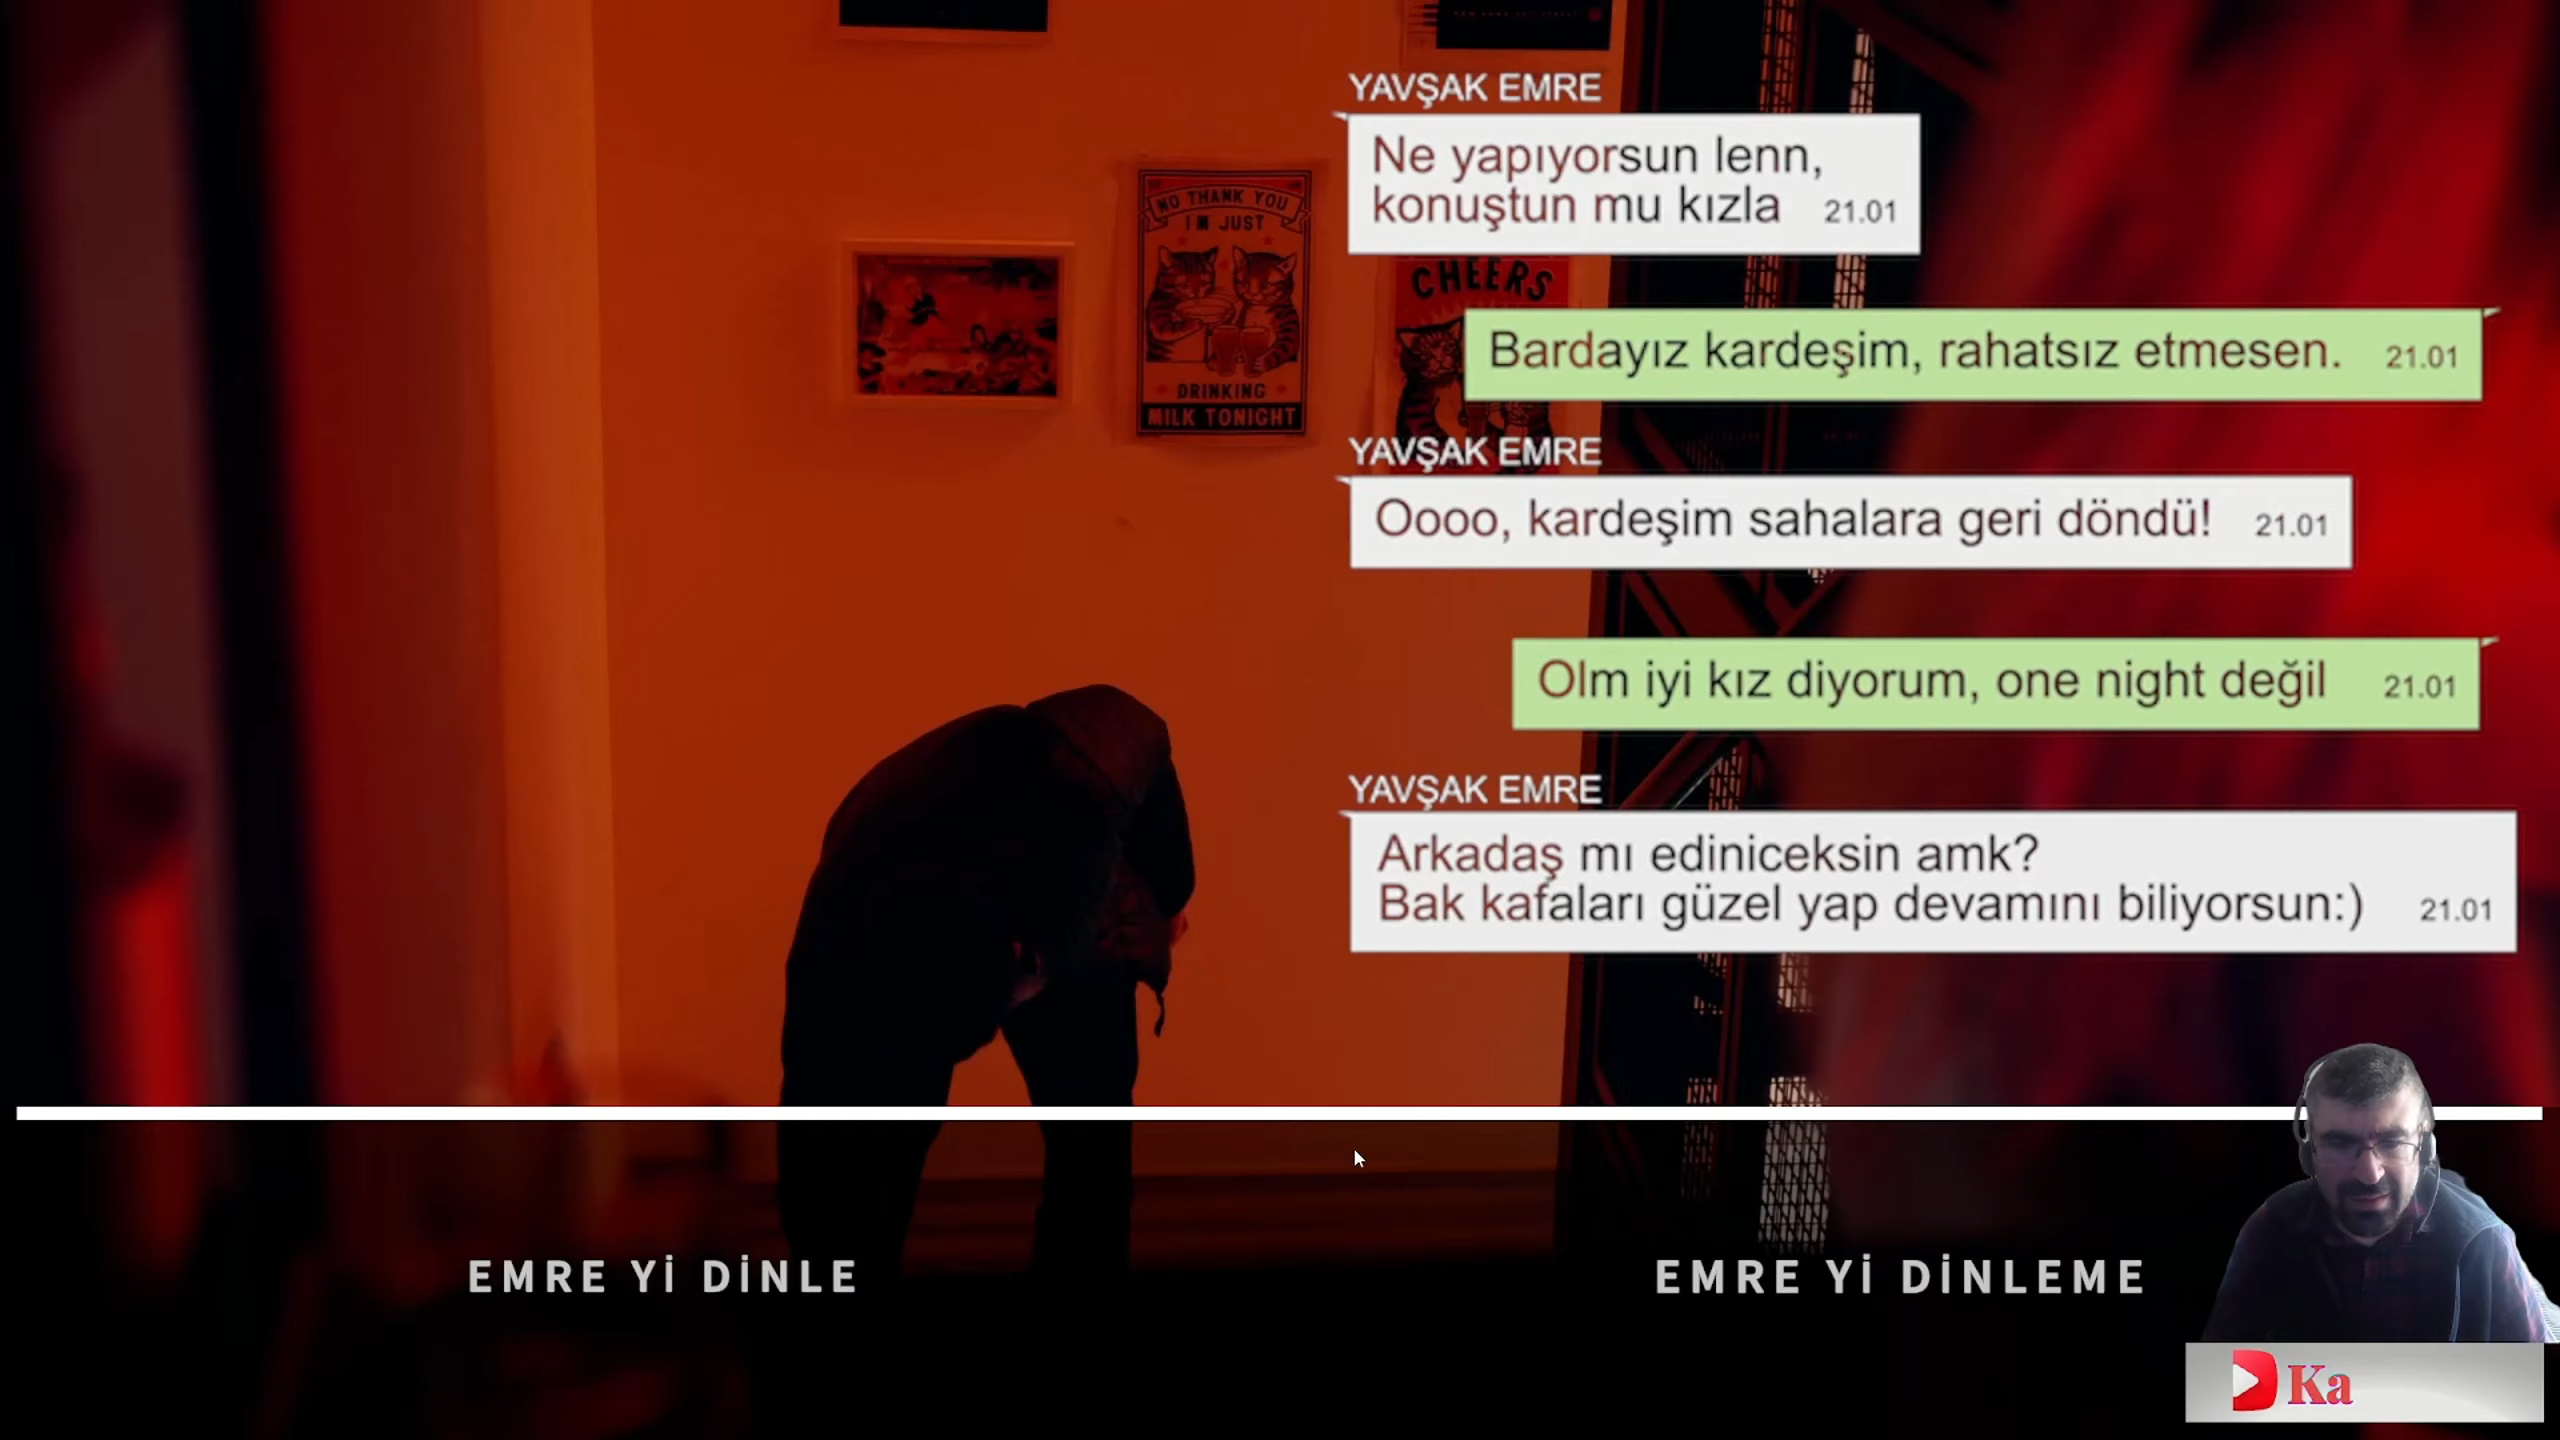 NO THANK YOU
I'M JUST
DRINKING
MILK TONIGHT
CHEERS
YAVŞAK EMRE
Ne yapıyorsun lenn,
konuştun mu kızla 21.01
Bardayız kardeşim, rahatsız etmesen. 21.01
YAVŞAK EMRE
Oooo, kardeşim sahalara geri döndü! 21.01
Olm iyi kız diyorum, one night değil 21.01
YAVŞAK EMRE
Arkadaş mı ediniceksin amk?
Bak kafaları güzel yap devamını biliyorsun:) 21.01
EMRE Yİ DİNLE
EMRE Yİ DİNLEME
Ka